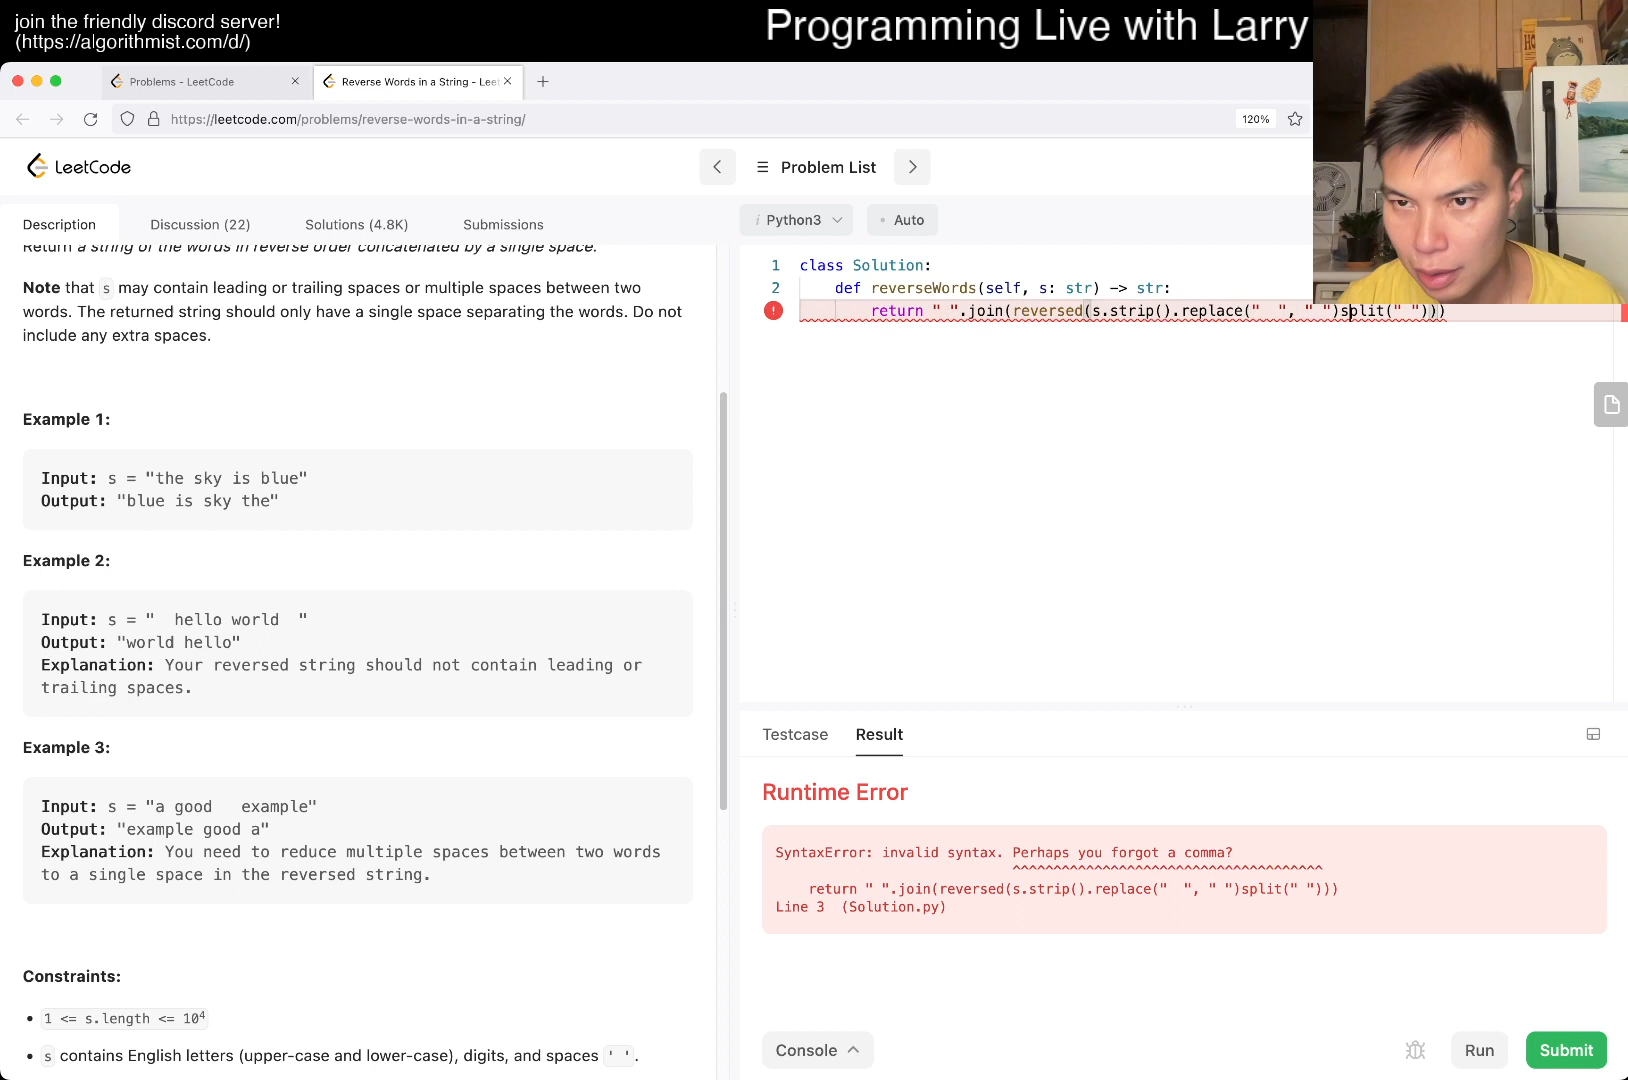 join the friendly discord server!
(https://algorithmist.com/d/)
Programming Live with Larry
Problems - LeetCode
Reverse Words in a String - Leet
https://leetcode.com/problems/reverse-words-in-a-string/
120%
LeetCode
Problem List
Description
Discussion (22)
Solutions (4.8K)
Submissions
i Python3
• Auto
Return a string of the words in reverse order concatenated by a single space.
Note that s may contain leading or trailing spaces or multiple spaces between two
words. The returned string should only have a single space separating the words. Do not
include any extra spaces.
Example 1:
Input: s = "the sky is blue"
Output: "blue is sky the"
Example 2:
Input: s = "  hello world  "
Output: "world hello"
Explanation: Your reversed string should not contain leading or
trailing spaces.
Example 3:
Input: s = "a good   example"
Output: "example good a"
Explanation: You need to reduce multiple spaces between two words
to a single space in the reversed string.
Constraints:
• 1 <= s.length <= 10⁴
• s contains English letters (upper-case and lower-case), digits, and spaces ' '.
1 class Solution:
2     def reverseWords(self, s: str) -> str:
        return " ".join(reversed(s.strip().replace("  ", " ")split(" ")))
Testcase
Result
Runtime Error
SyntaxError: invalid syntax. Perhaps you forgot a comma?
^^^^^^^^^^^^^^^^^^^^^^^^^^^^^^^^^^^
    return " ".join(reversed(s.strip().replace("  ", " ")split(" ")))
Line 3  (Solution.py)
Console
Run
Submit